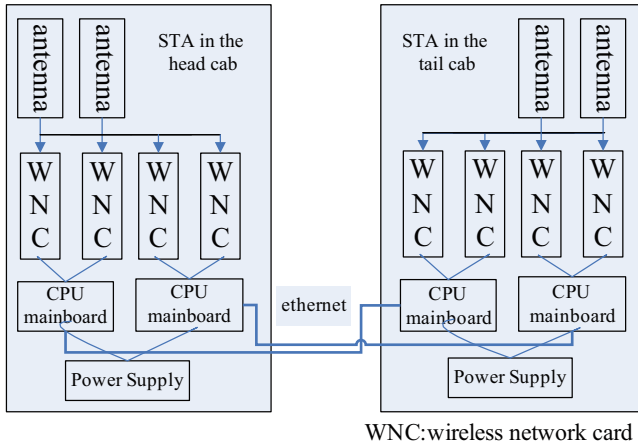 antenna
antenna
STA in the
head cab
W
N
C
W
N
C
W
N
C
W
N
C
CPU
mainboard
CPU
mainboard
Power Supply
ethernet
STA in the
tail cab
antenna
antenna
W
N
C
W
N
C
W
N
C
W
N
C
CPU
mainboard
CPU
mainboard
Power Supply
WNC:wireless network card